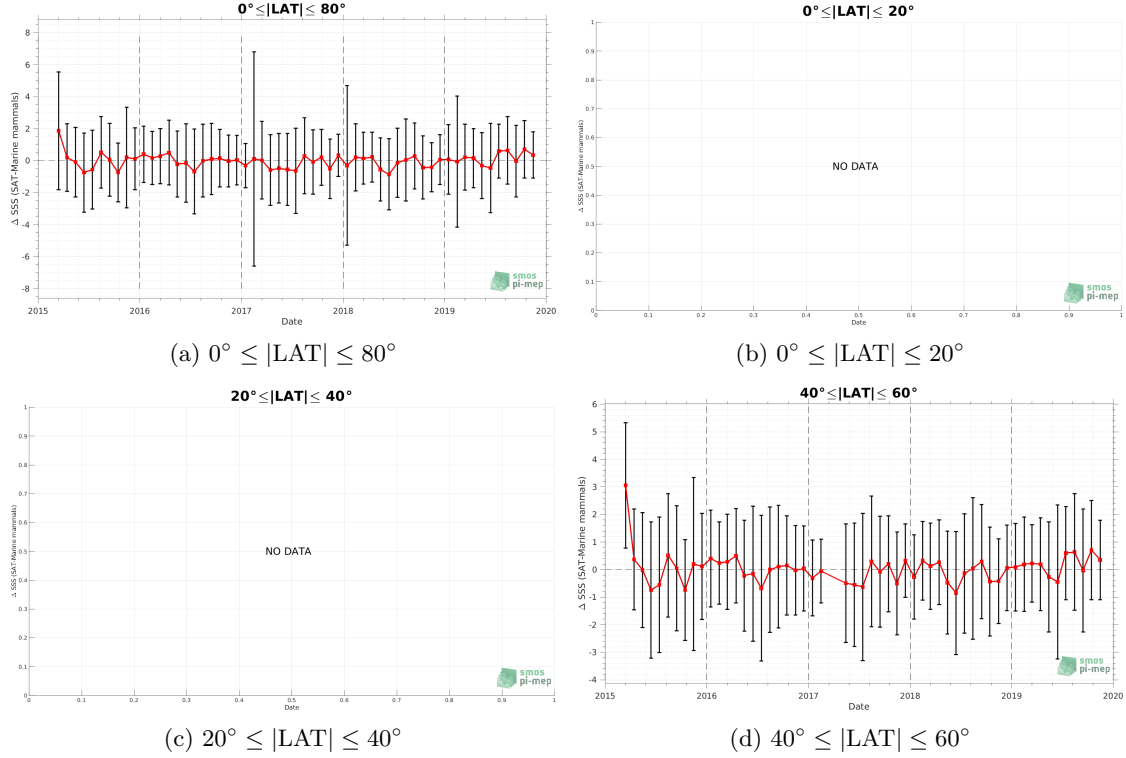 0°≤|LAT|≤ 80°
Δ SSS (SAT-Marine mammals)
8
6
4
2
0
-2
-4
-6
-8
2015
2016
2017
2018
2019
2020
Date
smos
pi-mep
(a) 0° ≤ |LAT| ≤ 80°
0°≤|LAT|≤ 20°
Δ SSS (SAT-Marine mammals)
1
0.9
0.8
0.7
0.6
0.5
0.4
0.3
0.2
0.1
0
NO DATA
0
0.1
0.2
0.3
0.4
0.5
0.6
0.7
0.8
0.9
1
Date
smos
pi-mep
(b) 0° ≤ |LAT| ≤ 20°
20°≤|LAT|≤ 40°
Δ SSS (SAT-Marine mammals)
1
0.9
0.8
0.7
0.6
0.5
0.4
0.3
0.2
0.1
0
NO DATA
0
0.1
0.2
0.3
0.4
0.5
0.6
0.7
0.8
0.9
1
Date
smos
pi-mep
(c) 20° ≤ |LAT| ≤ 40°
40°≤|LAT|≤ 60°
Δ SSS (SAT-Marine mammals)
6
5
4
3
2
1
0
-1
-2
-3
-4
2015
2016
2017
2018
2019
2020
Date
smos
pi-mep
(d) 40° ≤ |LAT| ≤ 60°